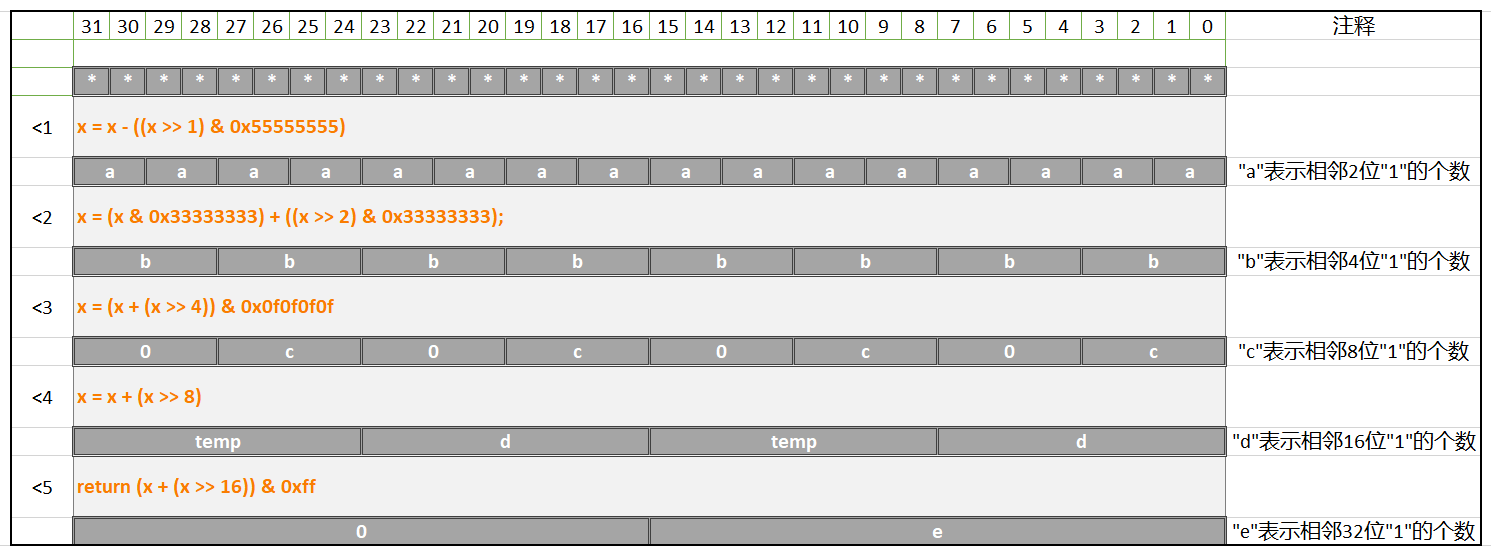 31 30 29 28 27 26 25 24 23 22 21 20 19 18 17 16 15 14 13 12 11 10 9 8 7 6 5 4 3 2 1 0 注释
* * * * * * * * * * * * * * * * * * * * * * * * * * * * * * * *
<1 x = x - ((x >> 1) & 0x55555555)
a a a a a a a a a a a a a a a a "a"表示相邻2位"1"的个数
<2 x = (x & 0x33333333) + ((x >> 2) & 0x33333333);
b b b b b b b b "b"表示相邻4位"1"的个数
<3 x = (x + (x >> 4)) & 0x0f0f0f0f
0 c 0 c 0 c 0 c "c"表示相邻8位"1"的个数
<4 x = x + (x >> 8)
temp d temp d "d"表示相邻16位"1"的个数
<5 return (x + (x >> 16)) & 0xff
0 e "e"表示相邻32位"1"的个数